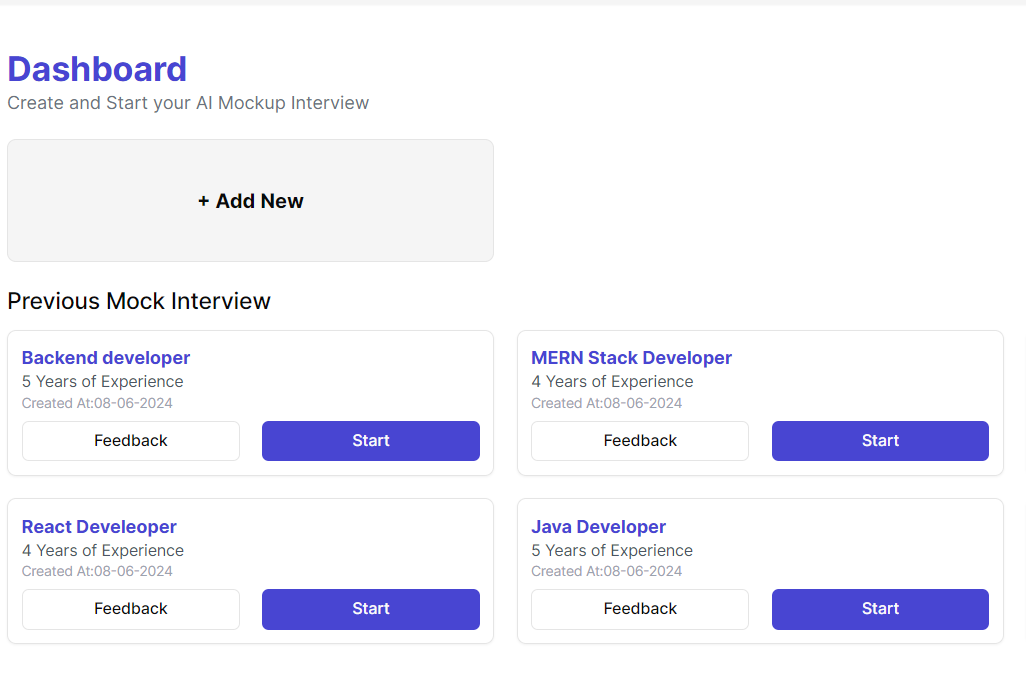 Dashboard
Create and Start your AI Mockup Interview
+ Add New
Previous Mock Interview
Backend developer
5 Years of Experience
Created At:08-06-2024
Feedback
Start
MERN Stack Developer
4 Years of Experience
Created At:08-06-2024
Feedback
Start
React Develeoper
4 Years of Experience
Created At:08-06-2024
Feedback
Start
Java Developer
5 Years of Experience
Created At:08-06-2024
Feedback
Start